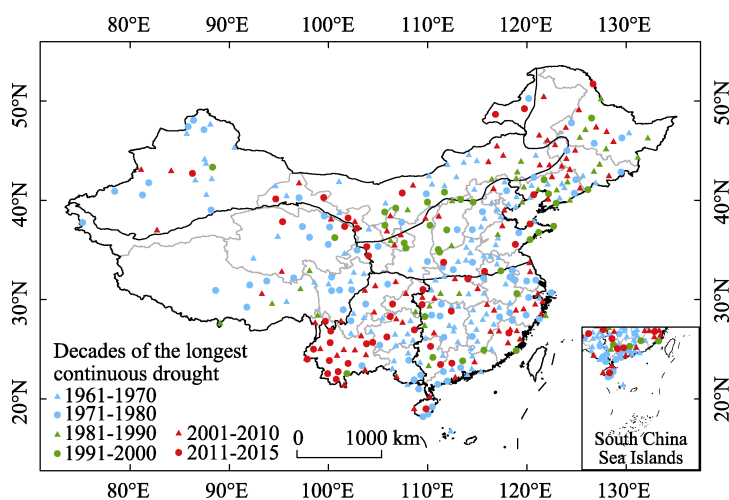 80°E 90°E 100°E 110°E 120°E 130°E
50°N 50°N
40°N 40°N
30°N 30°N
20°N 20°N
Decades of the longest
continuous drought
1961-1970
1971-1980
1981-1990 2001-2010
1991-2000 2011-2015
0 1000 km
South China
Sea Islands
80°E 90°E 100°E 110°E 120°E 130°E